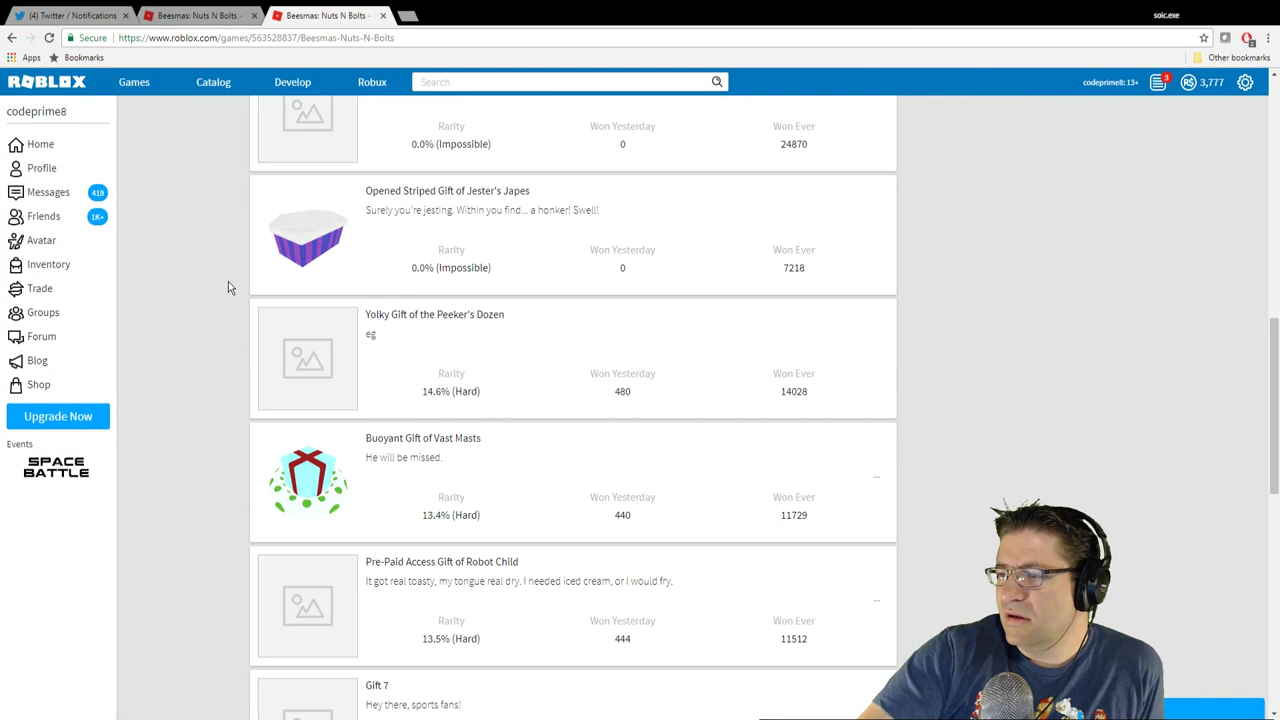 (4) Twitter / Notifications
Beesmas: Nuts N Bolts -
Beesmas: Nuts N Bolts -
soic.exe
Secure
https://www.roblox.com/games/563528837/Beesmas-Nuts-N-Bolts
Apps
Bookmarks
Other bookmarks
ROBLOX
Games
Catalog
Develop
Robux
Search
codeprime8: 13+
3
R$ 3,777
codeprime8
Home
Profile
Messages
419
Friends
1K+
Avatar
Inventory
Trade
Groups
Forum
Blog
Shop
Upgrade Now
Events
SPACE
BATTLE
Rarity
Won Yesterday
Won Ever
0.0% (Impossible)
0
24870
Opened Striped Gift of Jester's Japes
Surely you're jesting. Within you find... a honker! Swell!
Rarity
Won Yesterday
Won Ever
0.0% (Impossible)
0
7218
Yolky Gift of the Peeker's Dozen
eg
Rarity
Won Yesterday
Won Ever
14.6% (Hard)
480
14028
Buoyant Gift of Vast Masts
He will be missed.
...
Rarity
Won Yesterday
Won Ever
13.4% (Hard)
440
11729
Pre-Paid Access Gift of Robot Child
It got real toasty, my tongue real dry. I needed iced cream, or I would fry.
...
Rarity
Won Yesterday
Won Ever
13.5% (Hard)
444
11512
Gift 7
Hey there, sports fans!